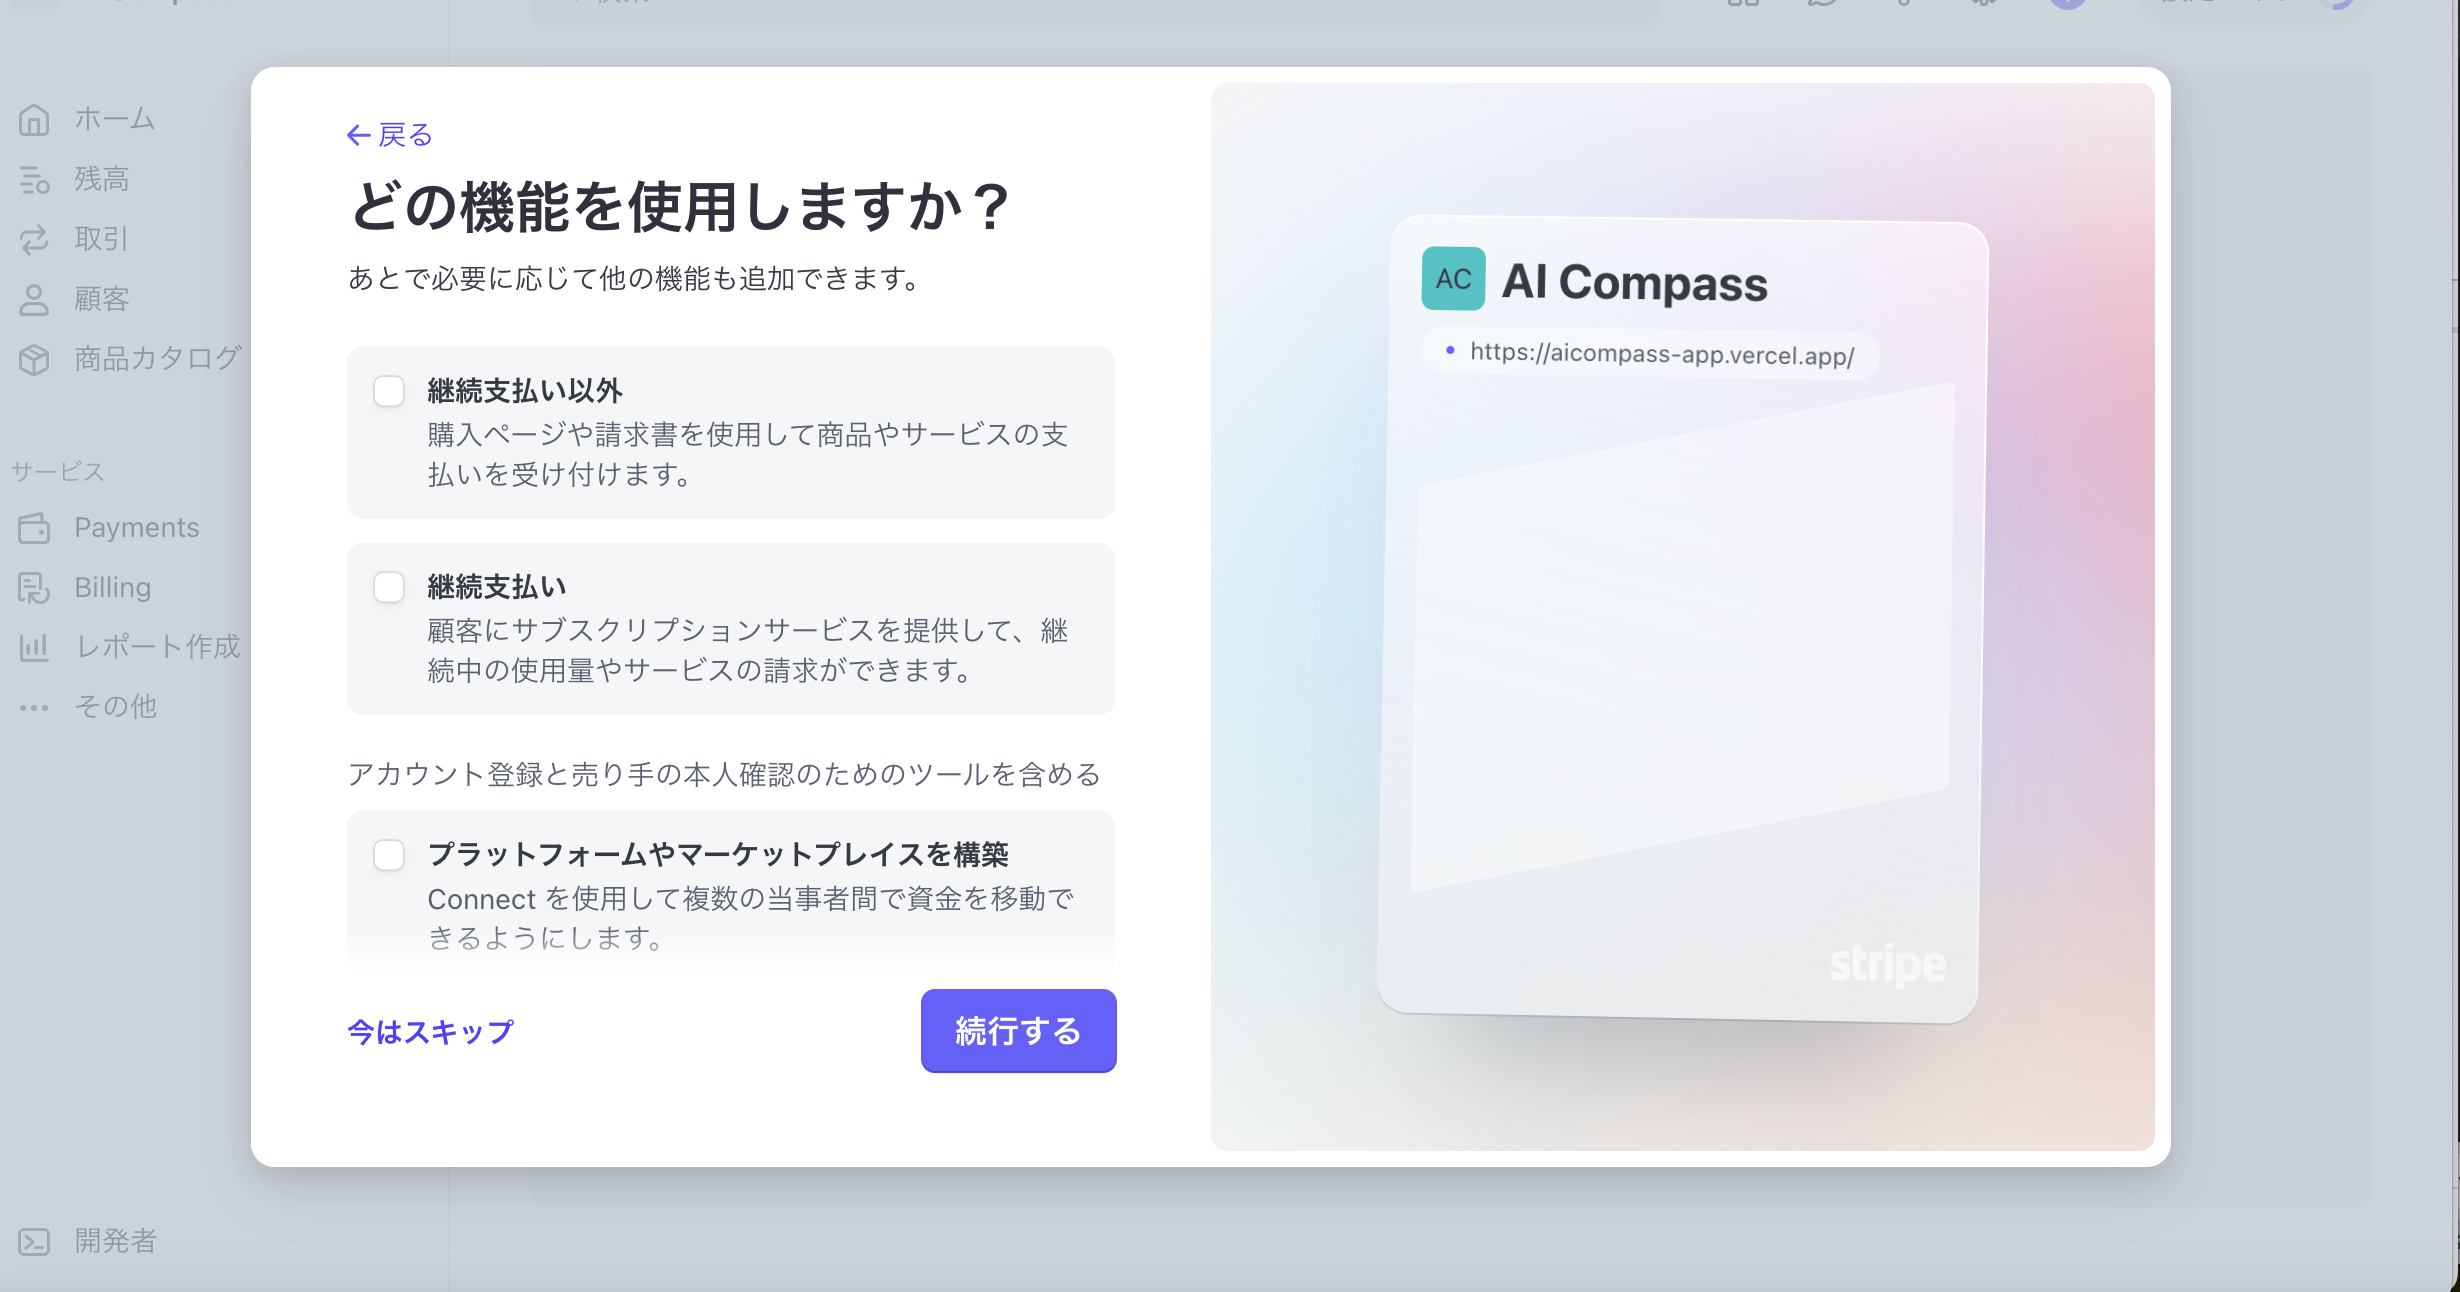 ホーム
残高
取引
顧客
商品カタログ
サービス
Payments
Billing
レポート作成
その他
開発者
戻る
どの機能を使用しますか？
あとで必要に応じて他の機能も追加できます。
継続支払い以外
購入ページや請求書を使用して商品やサービスの支
払いを受け付けます。
継続支払い
顧客にサブスクリプションサービスを提供して、継
続中の使用量やサービスの請求ができます。
アカウント登録と売り手の本人確認のためのツールを含める
プラットフォームやマーケットプレイスを構築
Connect を使用して複数の当事者間で資金を移動で
きるようにします。
今はスキップ
続行する
AC AI Compass
https://aicompass-app.vercel.app/
stripe